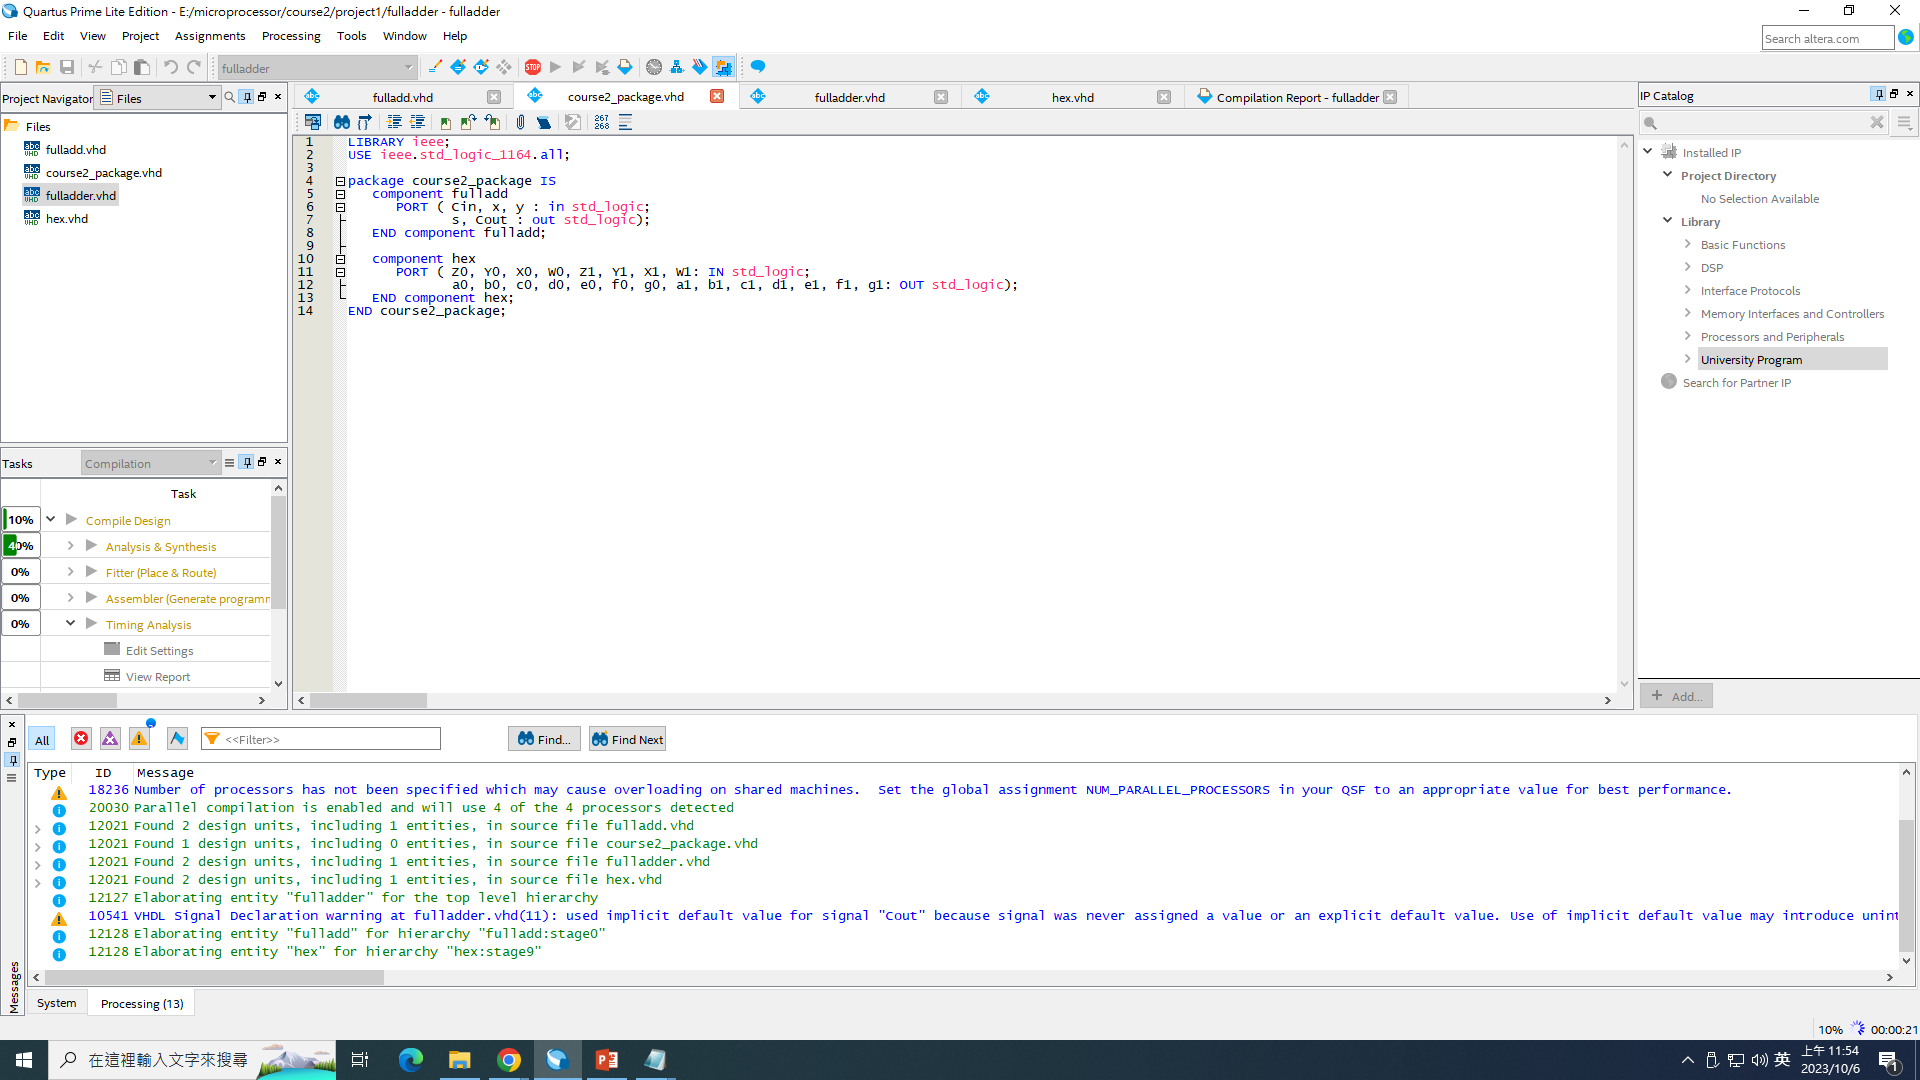 Quartus Prime Lite Edition - E:/microprocessor/course2/project1/fulladder - fulladder
File Edit View Project Assignments Processing Tools Window Help
Search altera.com
fulladder
Project Navigator Files
Files
fulladd.vhd
course2_package.vhd
fulladder.vhd
hex.vhd
fulladd.vhd course2_package.vhd fulladder.vhd hex.vhd Compilation Report - fulladder
267
268
1 LIBRARY ieee;
2 USE ieee.std_logic_1164.all;
3
4 package course2_package IS
5 component fulladd
6 PORT ( Cin, x, y : in std_logic;
7 s, Cout : out std_logic);
8 END component fulladd;
9
10 component hex
11 PORT ( Z0, Y0, X0, W0, Z1, Y1, X1, W1: IN std_logic;
12 a0, b0, c0, d0, e0, f0, g0, a1, b1, c1, d1, e1, f1, g1: OUT std_logic);
13 END component hex;
14 END course2_package;
IP Catalog
Installed IP
Project Directory
No Selection Available
Library
Basic Functions
DSP
Interface Protocols
Memory Interfaces and Controllers
Processors and Peripherals
University Program
Search for Partner IP
+ Add...
Tasks Compilation
Task
10% Compile Design
40% Analysis & Synthesis
0% Fitter (Place & Route)
0% Assembler (Generate programm
0% Timing Analysis
Edit Settings
View Report
All <<Filter>> Find... Find Next
Type ID Message
18236 Number of processors has not been specified which may cause overloading on shared machines.  Set the global assignment NUM_PARALLEL_PROCESSORS in your QSF to an appropriate value for best performance.
20030 Parallel compilation is enabled and will use 4 of the 4 processors detected
12021 Found 2 design units, including 1 entities, in source file fulladd.vhd
12021 Found 1 design units, including 0 entities, in source file course2_package.vhd
12021 Found 2 design units, including 1 entities, in source file fulladder.vhd
12021 Found 2 design units, including 1 entities, in source file hex.vhd
12127 Elaborating entity "fulladder" for the top level hierarchy
10541 VHDL Signal Declaration warning at fulladder.vhd(11): used implicit default value for signal "Cout" because signal was never assigned a value or an explicit default value. Use of implicit default value may introduce unint
12128 Elaborating entity "fulladd" for hierarchy "fulladd:stage0"
12128 Elaborating entity "hex" for hierarchy "hex:stage9"
Messages
System Processing (13)
10% 00:00:21
在這裡輸入文字來搜尋
英
上午 11:54
2023/10/6
1